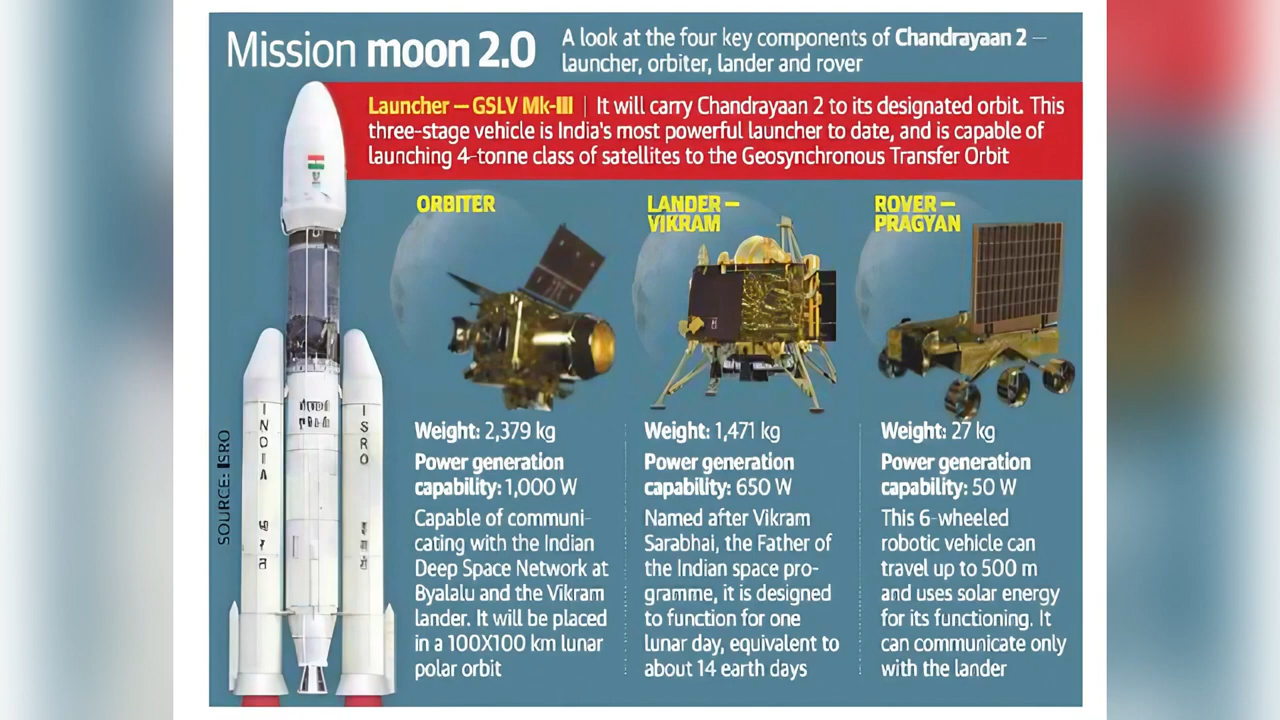 Mission moon 2.0
A look at the four key components of Chandrayaan 2 —
launcher, orbiter, lander and rover
Launcher — GSLV Mk-III | It will carry Chandrayaan 2 to its designated orbit. This
three-stage vehicle is India's most powerful launcher to date, and is capable of
launching 4-tonne class of satellites to the Geosynchronous Transfer Orbit
ORBITER
Weight: 2,379 kg
Power generation
capability: 1,000 W
Capable of communi-
cating with the Indian
Deep Space Network at
Byalalu and the Vikram
lander. It will be placed
in a 100X100 km lunar
polar orbit
LANDER —
VIKRAM
Weight: 1,471 kg
Power generation
capability: 650 W
Named after Vikram
Sarabhai, the Father of
the Indian space pro-
gramme, it is designed
to function for one
lunar day, equivalent to
about 14 earth days
ROVER —
PRAGYAN
Weight: 27 kg
Power generation
capability: 50 W
This 6-wheeled
robotic vehicle can
travel up to 500 m
and uses solar energy
for its functioning. It
can communicate only
with the lander
INDIA
ISRO
SOURCE: ISRO